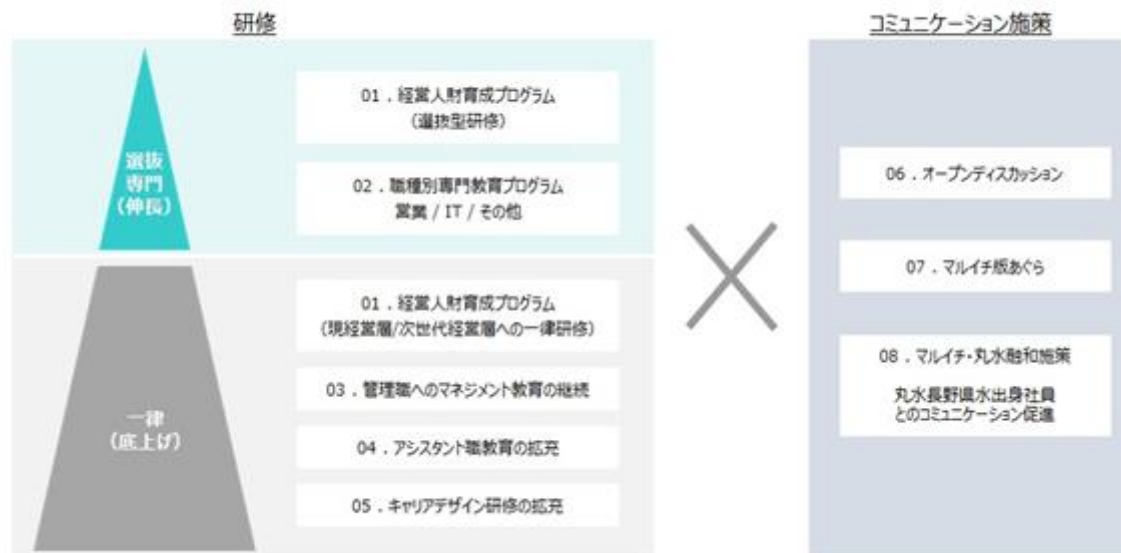 研修
選抜
専門
（伸長）
01．経営人財育成プログラム
（選抜型研修）
02．職種別専門教育プログラム
営業 / IT / その他
一律
（底上げ）
01．経営人財育成プログラム
（現経営層/次世代経営層への一律研修）
03．管理職へのマネジメント教育の継続
04．アシスタント職教育の拡充
05．キャリアデザイン研修の拡充
コミュニケーション施策
06．オープンディスカッション
07．マルイチ版あぐら
08．マルイチ・丸水融和施策
丸水長野県水出身社員
とのコミュニケーション促進